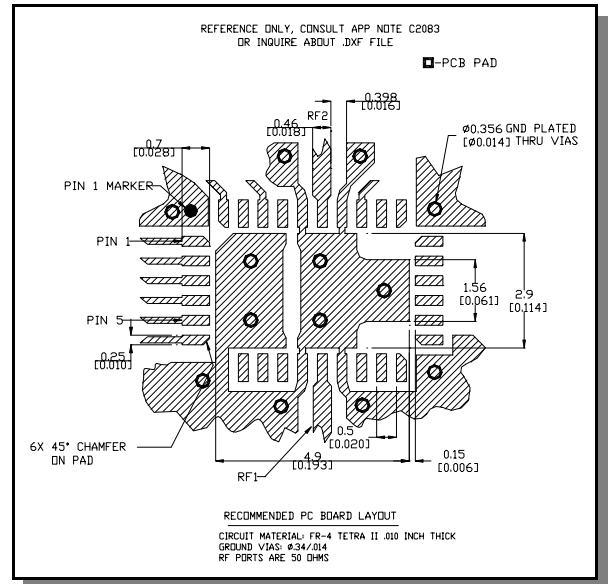 REFERENCE ONLY, CONSULT APP NOTE C2083
OR INQUIRE ABOUT .DXF FILE
-PCB PAD
0.398
[0.016]
RF2
0.46
[0.018]
Ø0.356 GND PLATED
[Ø0.014] THRU VIAS
0.7
[0.028]
PIN 1 MARKER
PIN 1
1.56
[0.061]
2.9
[0.114]
PIN 5
0.25
[0.010]
0.5
[0.020]
6X 45° CHAMFER
ON PAD
4.9
[0.193]
0.15
[0.006]
RF1
RECOMMENDED PC BOARD LAYOUT
CIRCUIT MATERIAL: FR-4 TETRA II .010 INCH THICK
GROUND VIAS: Ø.34/.014
RF PORTS ARE 50 OHMS